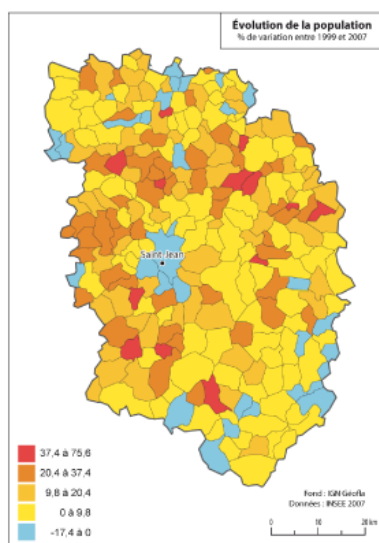 Évolution de la population
% de variation entre 1999 et 2007
Saint-Jean
37,4 à 75,6
20,4 à 37,4
9,8 à 20,4
0 à 9,8
-17,4 à 0
Fond : IGN Géofla
Données : INSEE 2007
0 10 20 km